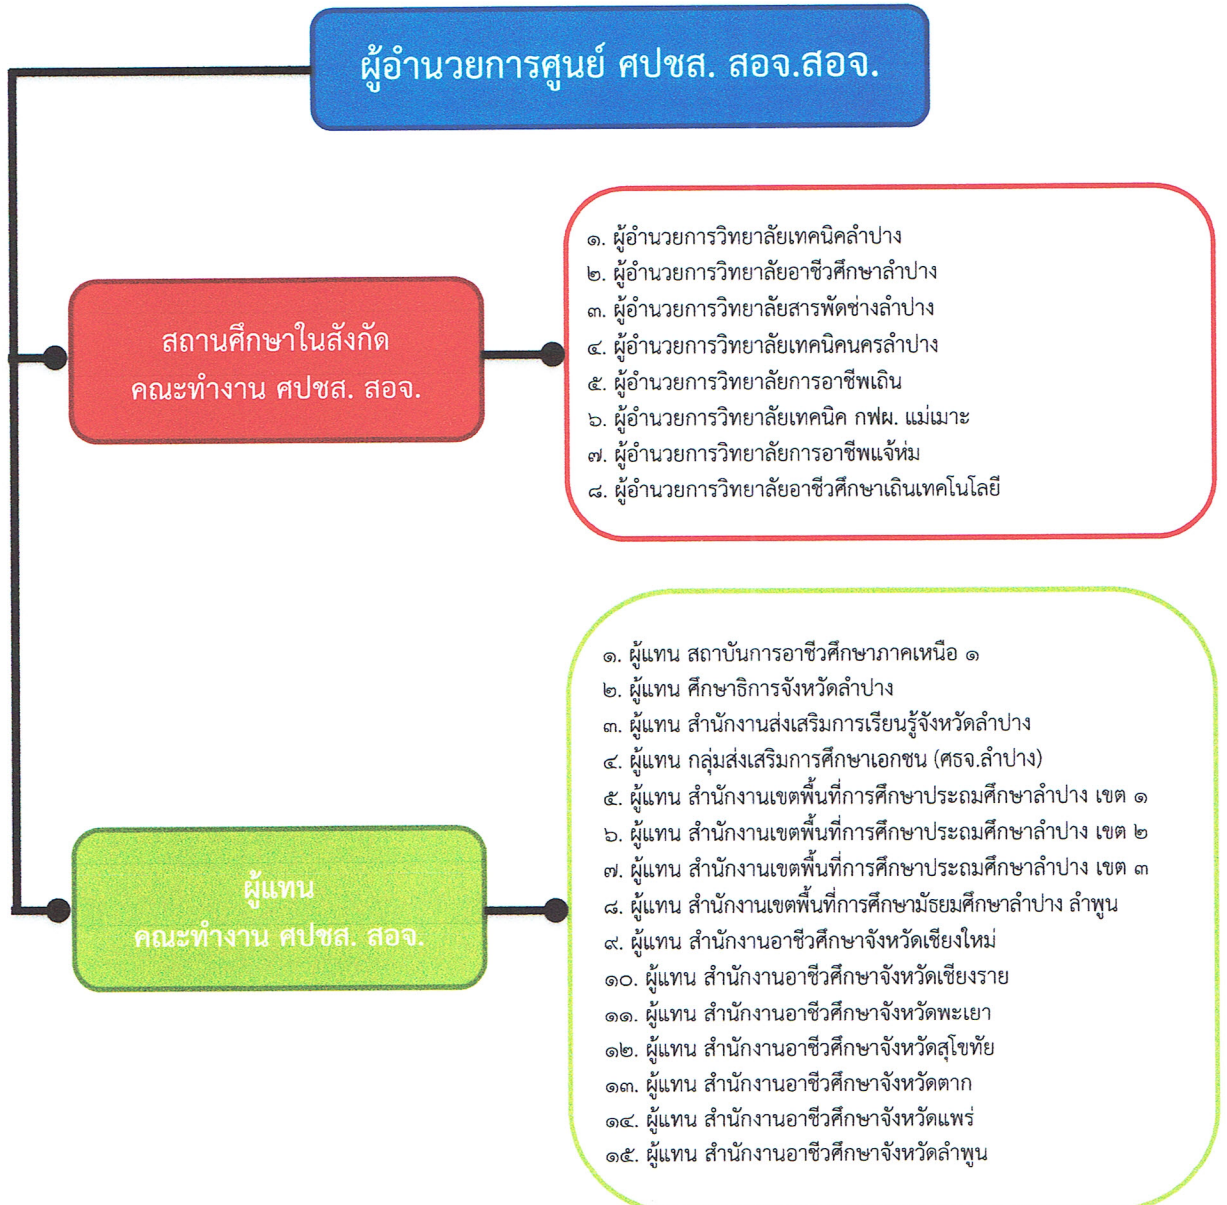 ผู้อำนวยการศูนย์ ศปชส. สอจ.สอจ.
สถานศึกษาในสังกัด
คณะทำงาน ศปชส. สอจ.
๑. ผู้อำนวยการวิทยาลัยเทคนิคลำปาง
๒. ผู้อำนวยการวิทยาลัยอาชีวศึกษาลำปาง
๓. ผู้อำนวยการวิทยาลัยสารพัดช่างลำปาง
๔. ผู้อำนวยการวิทยาลัยเทคนิคนครลำปาง
๕. ผู้อำนวยการวิทยาลัยการอาชีพเถิน
๖. ผู้อำนวยการวิทยาลัยเทคนิค กฟผ. แม่เมาะ
๗. ผู้อำนวยการวิทยาลัยการอาชีพแจ้ห่ม
๘. ผู้อำนวยการวิทยาลัยอาชีวศึกษาเถินเทคโนโลยี
ผู้แทน
คณะทำงาน ศปชส. สอจ.
๑. ผู้แทน สถาบันการอาชีวศึกษาภาคเหนือ ๑
๒. ผู้แทน ศึกษาธิการจังหวัดลำปาง
๓. ผู้แทน สำนักงานส่งเสริมการเรียนรู้จังหวัดลำปาง
๔. ผู้แทน กลุ่มส่งเสริมการศึกษาเอกชน (ศธจ.ลำปาง)
๕. ผู้แทน สำนักงานเขตพื้นที่การศึกษาประถมศึกษาลำปาง เขต ๑
๖. ผู้แทน สำนักงานเขตพื้นที่การศึกษาประถมศึกษาลำปาง เขต ๒
๗. ผู้แทน สำนักงานเขตพื้นที่การศึกษาประถมศึกษาลำปาง เขต ๓
๘. ผู้แทน สำนักงานเขตพื้นที่การศึกษามัธยมศึกษาลำปาง ลำพูน
๙. ผู้แทน สำนักงานอาชีวศึกษาจังหวัดเชียงใหม่
๑๐. ผู้แทน สำนักงานอาชีวศึกษาจังหวัดเชียงราย
๑๑. ผู้แทน สำนักงานอาชีวศึกษาจังหวัดพะเยา
๑๒. ผู้แทน สำนักงานอาชีวศึกษาจังหวัดสุโขทัย
๑๓. ผู้แทน สำนักงานอาชีวศึกษาจังหวัดตาก
๑๔. ผู้แทน สำนักงานอาชีวศึกษาจังหวัดแพร่
๑๕. ผู้แทน สำนักงานอาชีวศึกษาจังหวัดลำพูน